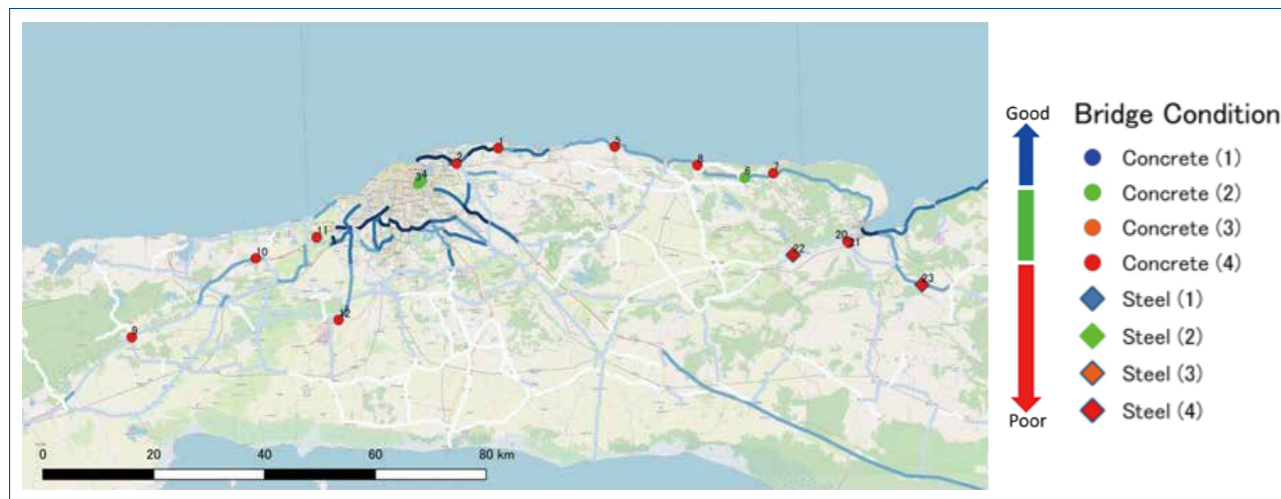 1
5
2
8
6
7
3
4
11
10
20
21
22
23
12
9
0
20
40
60
80 km
Good
Poor
Bridge Condition
Concrete (1)
Concrete (2)
Concrete (3)
Concrete (4)
Steel (1)
Steel (2)
Steel (3)
Steel (4)